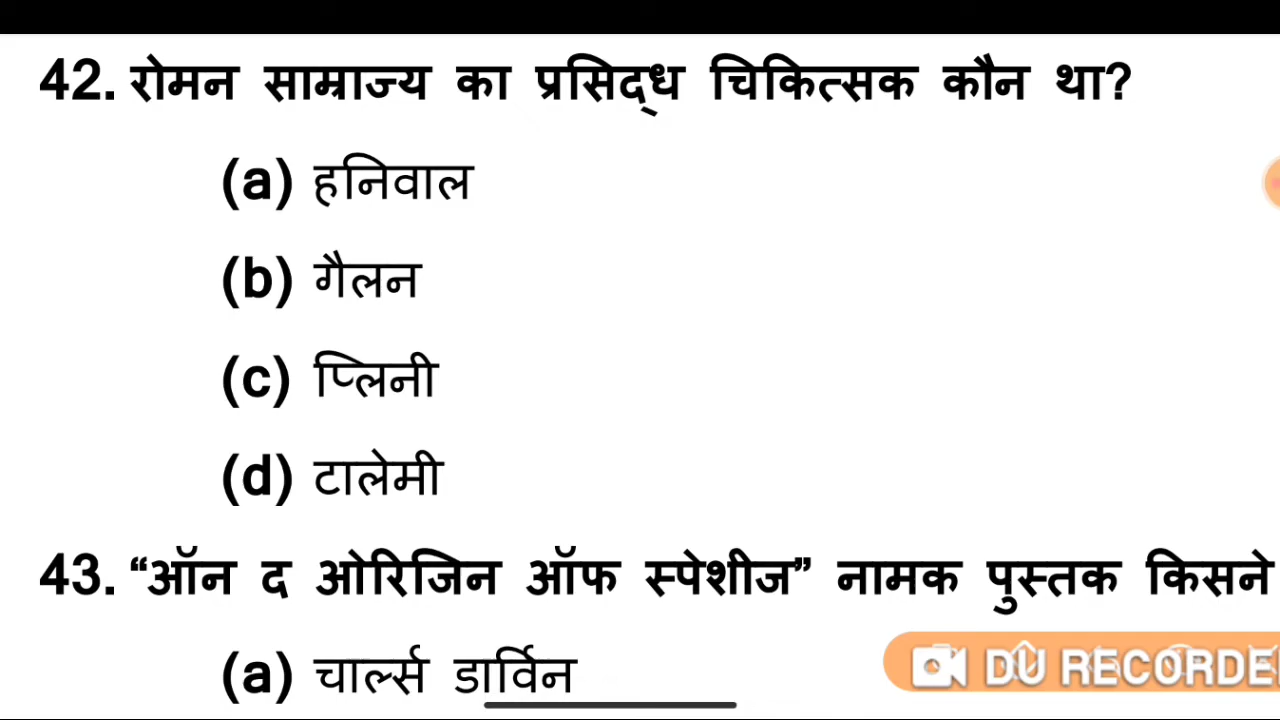 42. रोमन साम्राज्य का प्रसिद्ध चिकित्सक कौन था?
(a) हनिवाल
(b) गैलन
(c) प्लिनी
(d) टालेमी
43. “ऑन द ओरिजिन ऑफ स्पेशीज” नामक पुस्तक किसने
(a) चार्ल्स डार्विन
DU RECORDE